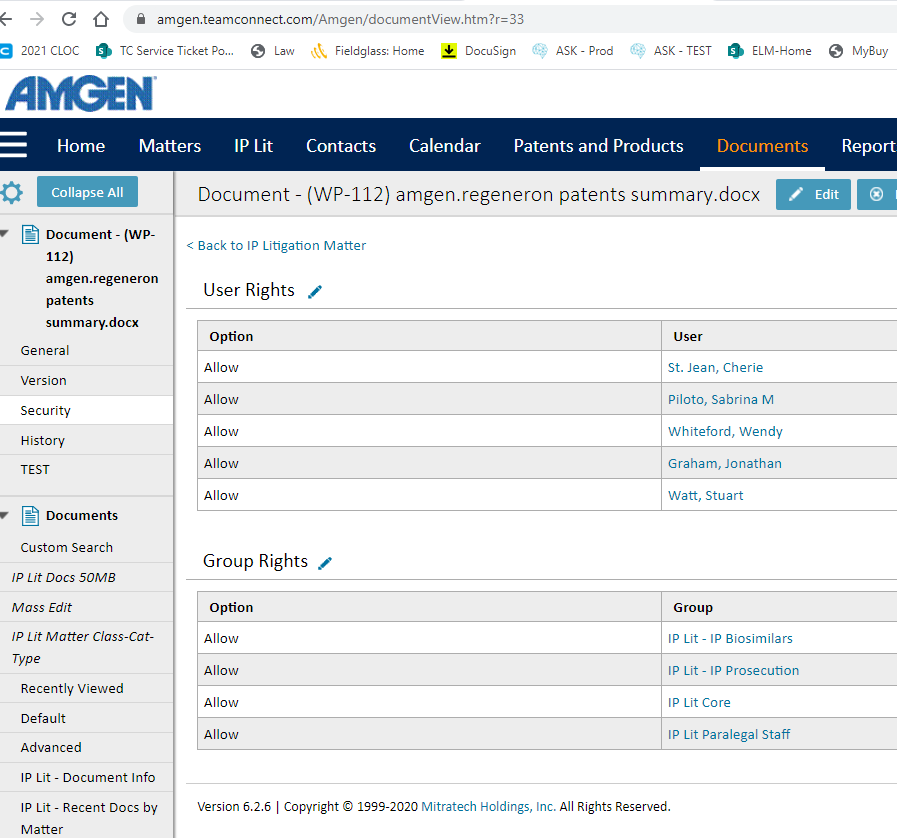 amgen.teamconnect.com/Amgen/documentView.htm?r=33
2021 CLOC TC Service Ticket Po... Law Fieldglass: Home DocuSign ASK - Prod ASK - TEST ELM-Home MyBuy
AMGEN
Home Matters IP Lit Contacts Calendar Patents and Products Documents Report
Collapse All
Document - (WP-112) amgen.regeneron patents summary.docx Edit
Document - (WP-
112)
amgen.regeneron
patents
summary.docx
General
Version
Security
History
TEST
Documents
Custom Search
IP Lit Docs 50MB
Mass Edit
IP Lit Matter Class-Cat-
Type
Recently Viewed
Default
Advanced
IP Lit - Document Info
IP Lit - Recent Docs by
Matter
< Back to IP Litigation Matter
User Rights
Option User
Allow St. Jean, Cherie
Allow Piloto, Sabrina M
Allow Whiteford, Wendy
Allow Graham, Jonathan
Allow Watt, Stuart
Group Rights
Option Group
Allow IP Lit - IP Biosimilars
Allow IP Lit - IP Prosecution
Allow IP Lit Core
Allow IP Lit Paralegal Staff
Version 6.2.6 | Copyright © 1999-2020 Mitratech Holdings, Inc. All Rights Reserved.